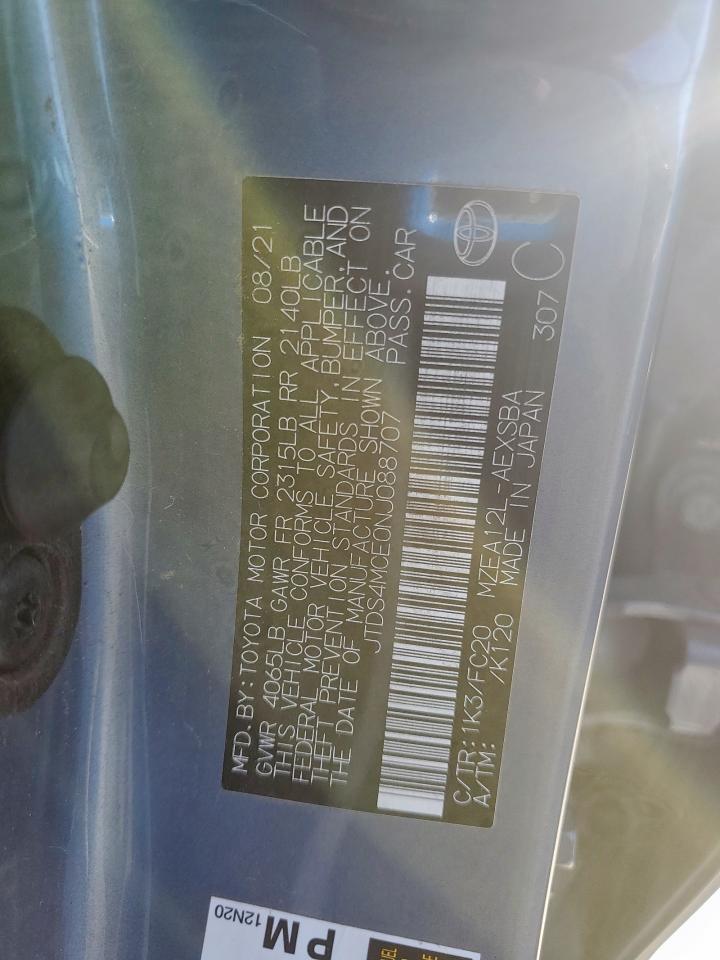 MFD. BY: TOYOTA MOTOR CORPORATION 08/21
GVWR 4065LB GAWR FR 2315LB RR 2140LB
THIS VEHICLE CONFORMS TO ALL APPLICABLE
FEDERAL MOTOR VEHICLE SAFETY, BUMPER, AND
THEFT PREVENTION STANDARDS IN EFFECT ON
THE DATE OF MANUFACTURE SHOWN ABOVE.
JTDS4MCE0NJ088707 PASS. CAR
C/TR: 1K3/FC20 MZEA12L-AEXSBA
A/TM: /K120 MADE IN JAPAN 307 C
12N20
PM